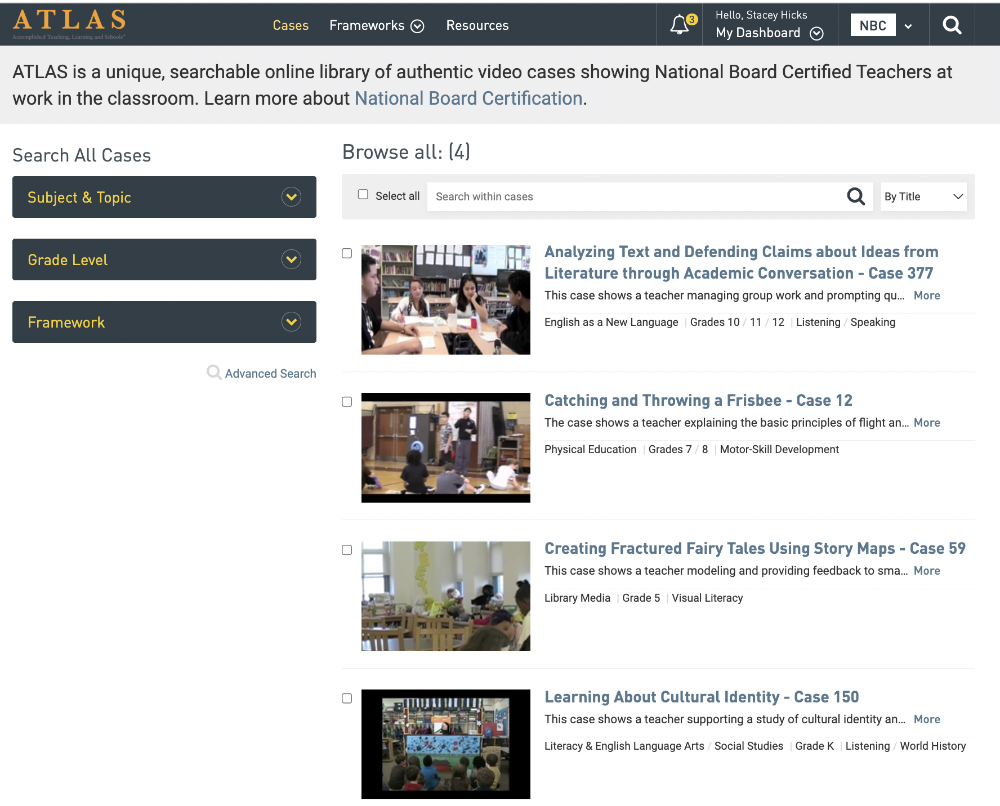 ATLAS
Accomplished Teaching, Learning and Schools™
Cases
Frameworks
Resources
3
Hello, Stacey Hicks
My Dashboard
NBC
ATLAS is a unique, searchable online library of authentic video cases showing National Board Certified Teachers at
work in the classroom. Learn more about National Board Certification.
Search All Cases
Subject & Topic
Grade Level
Framework
Advanced Search
Browse all: (4)
Select all
Search within cases
By Title
Analyzing Text and Defending Claims about Ideas from
Literature through Academic Conversation - Case 377
This case shows a teacher managing group work and prompting qu... More
English as a New Language | Grades 10 / 11 / 12 | Listening / Speaking
Catching and Throwing a Frisbee - Case 12
The case shows a teacher explaining the basic principles of flight an... More
Physical Education | Grades 7 / 8 | Motor-Skill Development
Creating Fractured Fairy Tales Using Story Maps - Case 59
This case shows a teacher modeling and providing feedback to sma... More
Library Media | Grade 5 | Visual Literacy
Learning About Cultural Identity - Case 150
This case shows a teacher supporting a study of cultural identity an... More
Literacy & English Language Arts / Social Studies | Grade K | Listening / World History